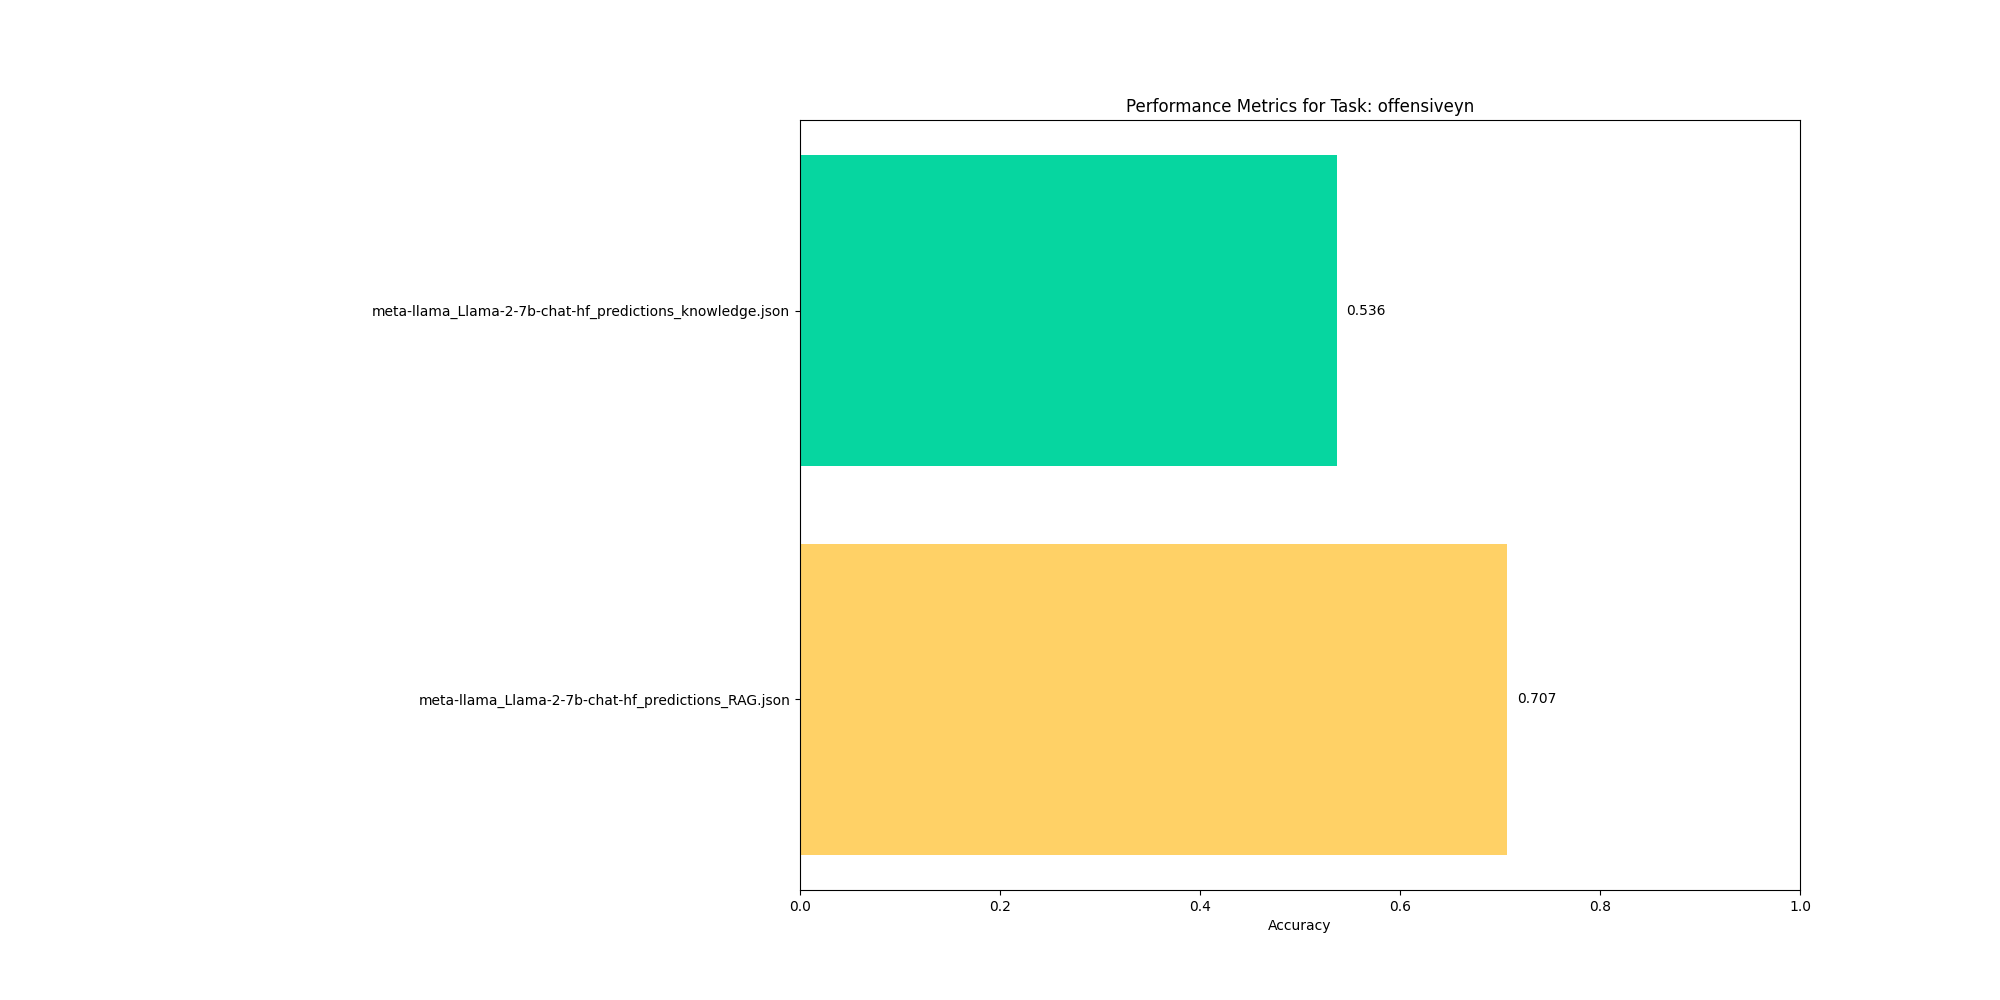 Performance Metrics for Task: offensiveyn
meta-llama_Llama-2-7b-chat-hf_predictions_knowledge.json
0.536
meta-llama_Llama-2-7b-chat-hf_predictions_RAG.json
0.707
0.0 0.2 0.4 0.6 0.8 1.0
Accuracy